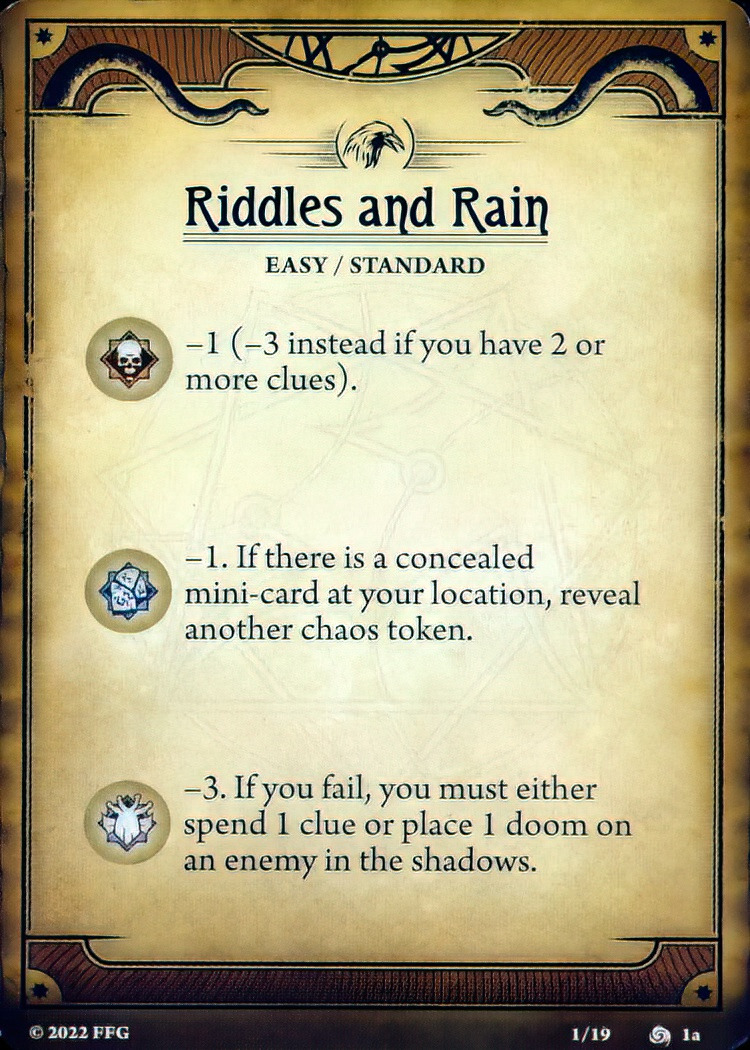 Riddles and Rain
EASY / STANDARD
–1 (–3 instead if you have 2 or
more clues).
–1. If there is a concealed
mini-card at your location, reveal
another chaos token.
–3. If you fail, you must either
spend 1 clue or place 1 doom on
an enemy in the shadows.
© 2022 FFG
1/19
1a